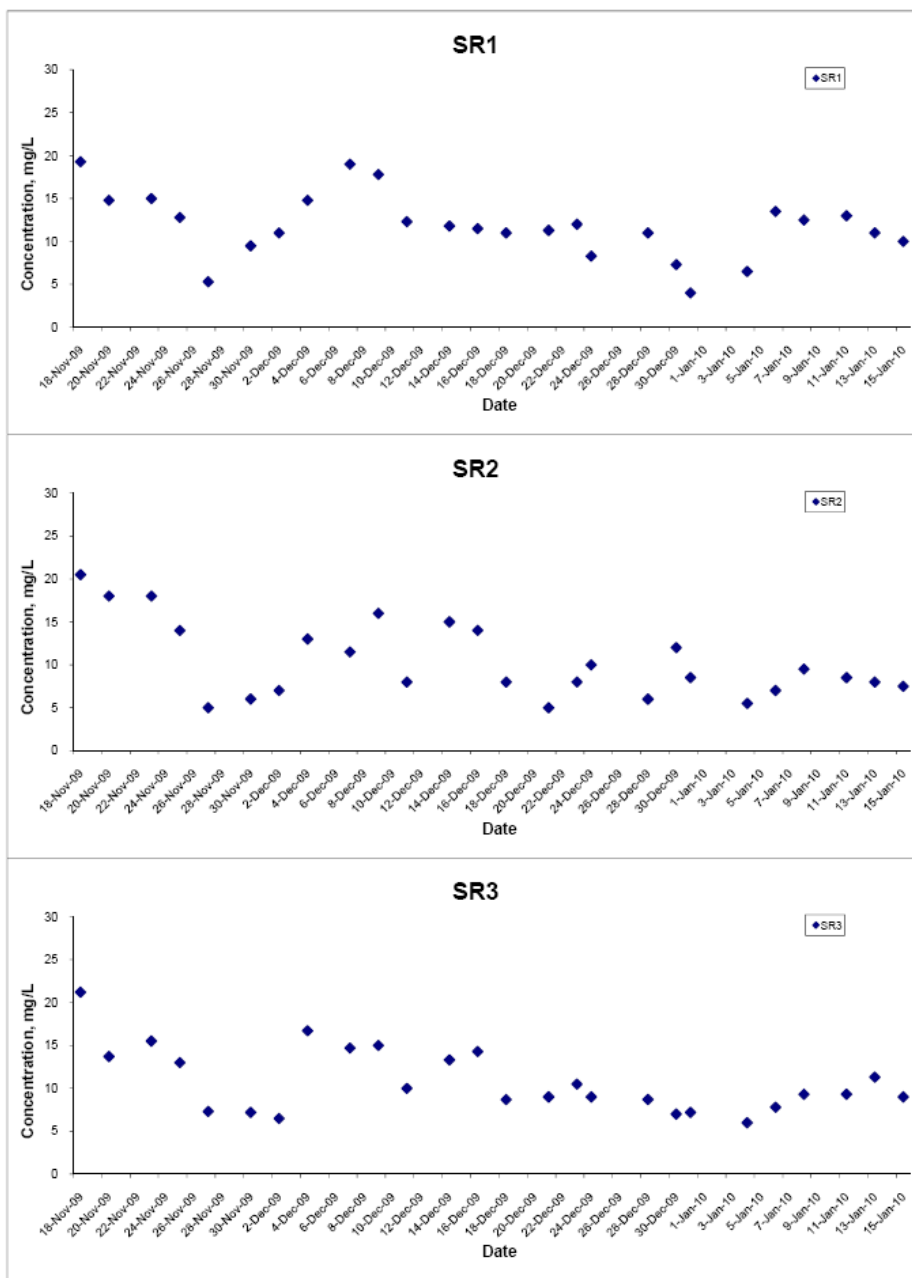 SR1
SR1
30
25
20
15
10
5
0
Concentration, mg/L
18-Nov-09 20-Nov-09 22-Nov-09 24-Nov-09 26-Nov-09 28-Nov-09 30-Nov-09 2-Dec-09 4-Dec-09 6-Dec-09 8-Dec-09 10-Dec-09 12-Dec-09 14-Dec-09 16-Dec-09 18-Dec-09 20-Dec-09 22-Dec-09 24-Dec-09 26-Dec-09 28-Dec-09 30-Dec-09 1-Jan-10 3-Jan-10 5-Jan-10 7-Jan-10 9-Jan-10 11-Jan-10 13-Jan-10 15-Jan-10
Date
SR2
SR2
30
25
20
15
10
5
0
Concentration, mg/L
18-Nov-09 20-Nov-09 22-Nov-09 24-Nov-09 26-Nov-09 28-Nov-09 30-Nov-09 2-Dec-09 4-Dec-09 6-Dec-09 8-Dec-09 10-Dec-09 12-Dec-09 14-Dec-09 16-Dec-09 18-Dec-09 20-Dec-09 22-Dec-09 24-Dec-09 26-Dec-09 28-Dec-09 30-Dec-09 1-Jan-10 3-Jan-10 5-Jan-10 7-Jan-10 9-Jan-10 11-Jan-10 13-Jan-10 15-Jan-10
Date
SR3
SR3
30
25
20
15
10
5
0
Concentration, mg/L
18-Nov-09 20-Nov-09 22-Nov-09 24-Nov-09 26-Nov-09 28-Nov-09 30-Nov-09 2-Dec-09 4-Dec-09 6-Dec-09 8-Dec-09 10-Dec-09 12-Dec-09 14-Dec-09 16-Dec-09 18-Dec-09 20-Dec-09 22-Dec-09 24-Dec-09 26-Dec-09 28-Dec-09 30-Dec-09 1-Jan-10 3-Jan-10 5-Jan-10 7-Jan-10 9-Jan-10 11-Jan-10 13-Jan-10 15-Jan-10
Date